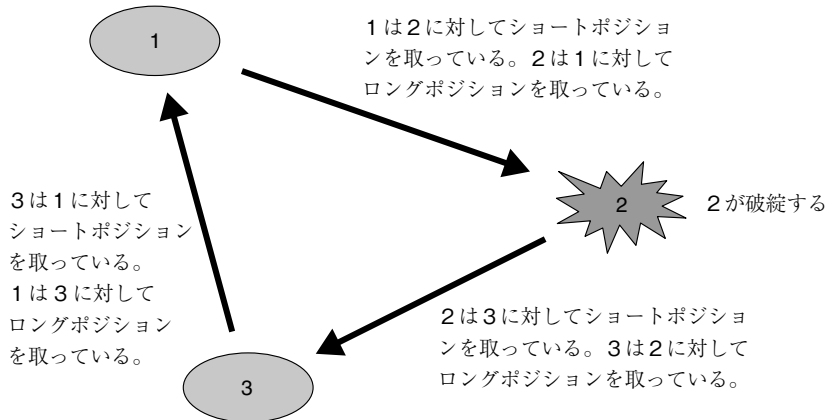 1
1は2に対してショートポジショ
ンを取っている。2は1に対して
ロングポジションを取っている。
3は1に対して
ショートポジション
を取っている。
1は3に対して
ロングポジション
を取っている。
2
2が破綻する
2は3に対してショートポジショ
ンを取っている。3は2に対して
ロングポジションを取っている。
3